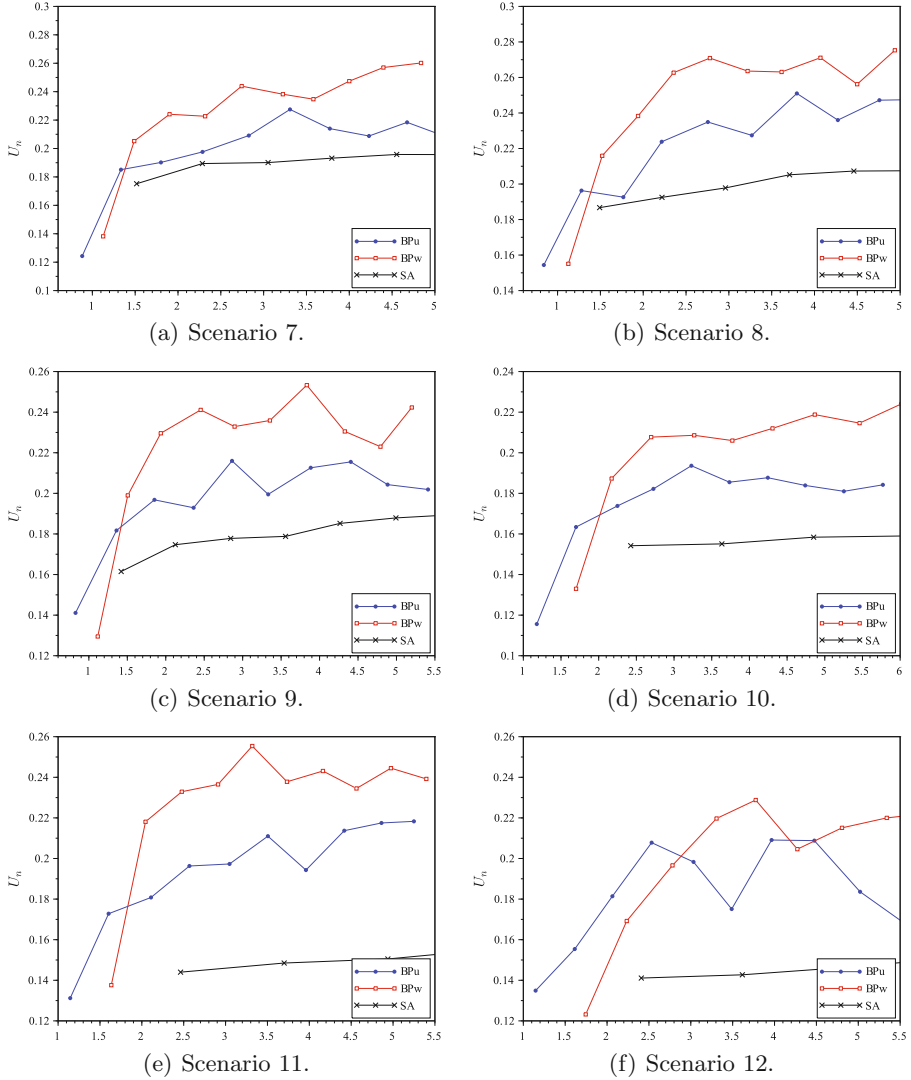 0.3
0.28
0.26
0.24
0.22
0.2
0.18
0.16
0.14
0.12
0.1
U_n
1 1.5 2 2.5 3 3.5 4 4.5 5
BPu
BPw
SA
(a) Scenario 7.
0.3
0.28
0.26
0.24
0.22
0.2
0.18
0.16
0.14
U_n
0.5 1 1.5 2 2.5 3 3.5 4 4.5 5
BPu
BPw
SA
(b) Scenario 8.
0.26
0.24
0.22
0.2
0.18
0.16
0.14
0.12
U_n
1 1.5 2 2.5 3 3.5 4 4.5 5 5.5
BPu
BPw
SA
(c) Scenario 9.
0.24
0.22
0.2
0.18
0.16
0.14
0.12
0.1
U_n
1 1.5 2 2.5 3 3.5 4 4.5 5 5.5 6
BPu
BPw
SA
(d) Scenario 10.
0.26
0.24
0.22
0.2
0.18
0.16
0.14
0.12
U_n
1 1.5 2 2.5 3 3.5 4 4.5 5 5.5
BPu
BPw
SA
(e) Scenario 11.
0.26
0.24
0.22
0.2
0.18
0.16
0.14
0.12
U_n
1 1.5 2 2.5 3 3.5 4 4.5 5 5.5
BPu
BPw
SA
(f) Scenario 12.